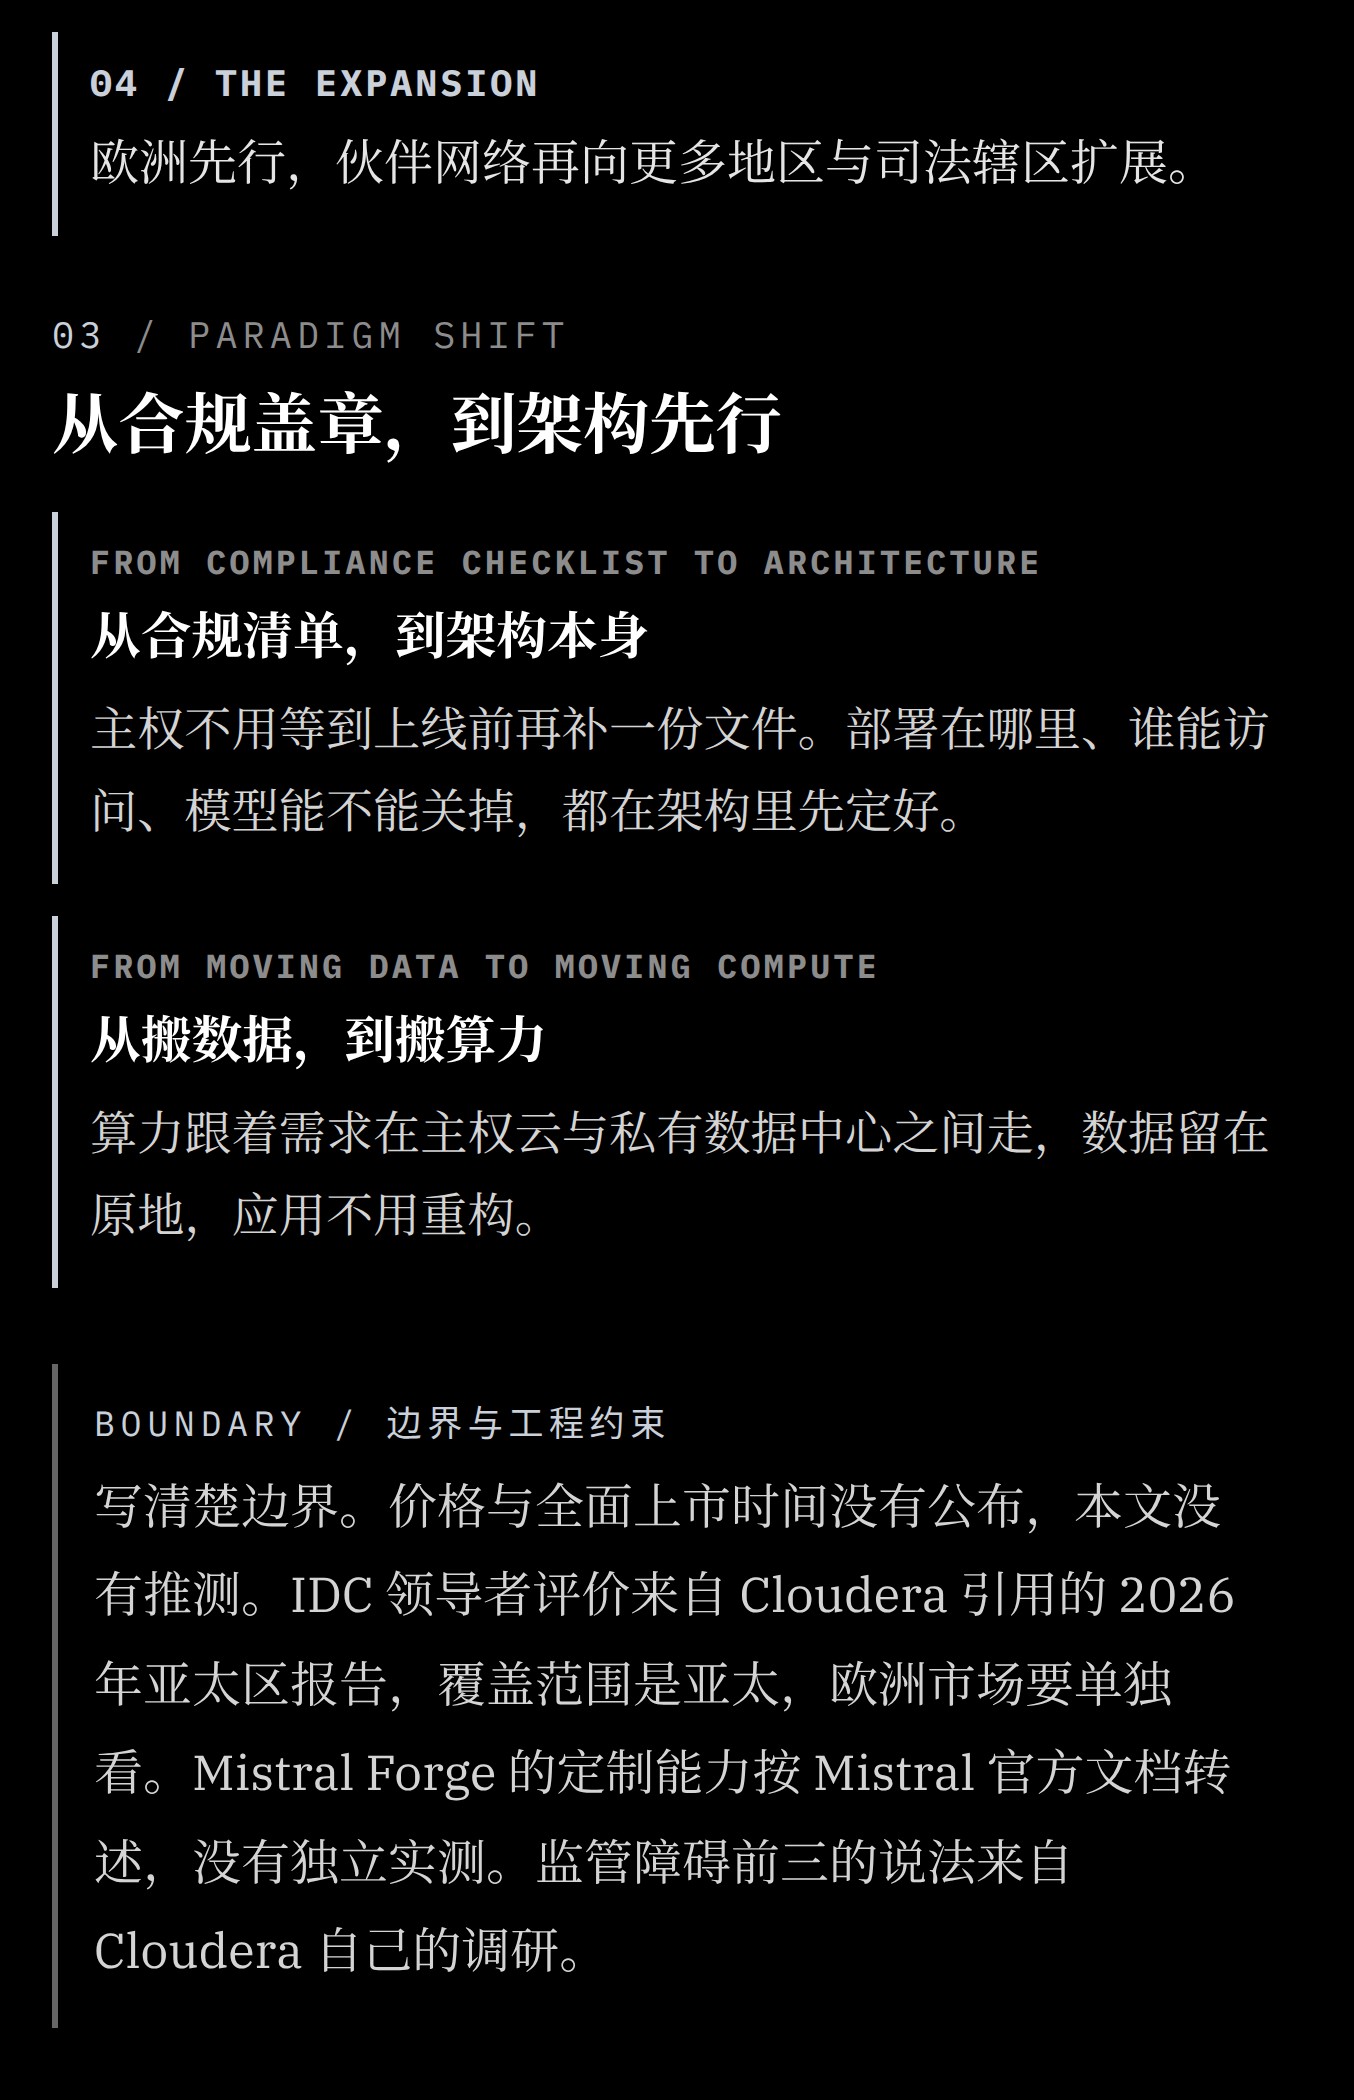 04 / THE EXPANSION
欧洲先行，伙伴网络再向更多地区与司法辖区扩展。
03 / PARADIGM SHIFT
从合规盖章，到架构先行
FROM COMPLIANCE CHECKLIST TO ARCHITECTURE
从合规清单，到架构本身
主权不用等到上线前再补一份文件。部署在哪里、谁能访
问、模型能不能关掉，都在架构里先定好。
FROM MOVING DATA TO MOVING COMPUTE
从搬数据，到搬算力
算力跟着需求在主权云与私有数据中心之间走，数据留在
原地，应用不用重构。
BOUNDARY / 边界与工程约束
写清楚边界。价格与全面上市时间没有公布，本文没
有推测。IDC 领导者评价来自 Cloudera 引用的 2026
年亚太区报告，覆盖范围是亚太，欧洲市场要单独
看。Mistral Forge 的定制能力按 Mistral 官方文档转
述，没有独立实测。监管障碍前三的说法来自
Cloudera 自己的调研。